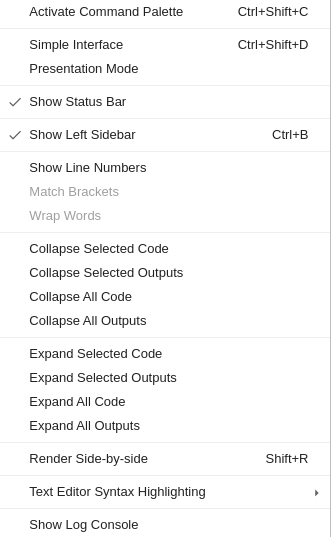 Activate Command Palette Ctrl+Shift+C
Simple Interface Ctrl+Shift+D
Presentation Mode
Show Status Bar
Show Left Sidebar Ctrl+B
Show Line Numbers
Match Brackets
Wrap Words
Collapse Selected Code
Collapse Selected Outputs
Collapse All Code
Collapse All Outputs
Expand Selected Code
Expand Selected Outputs
Expand All Code
Expand All Outputs
Render Side-by-side Shift+R
Text Editor Syntax Highlighting
Show Log Console